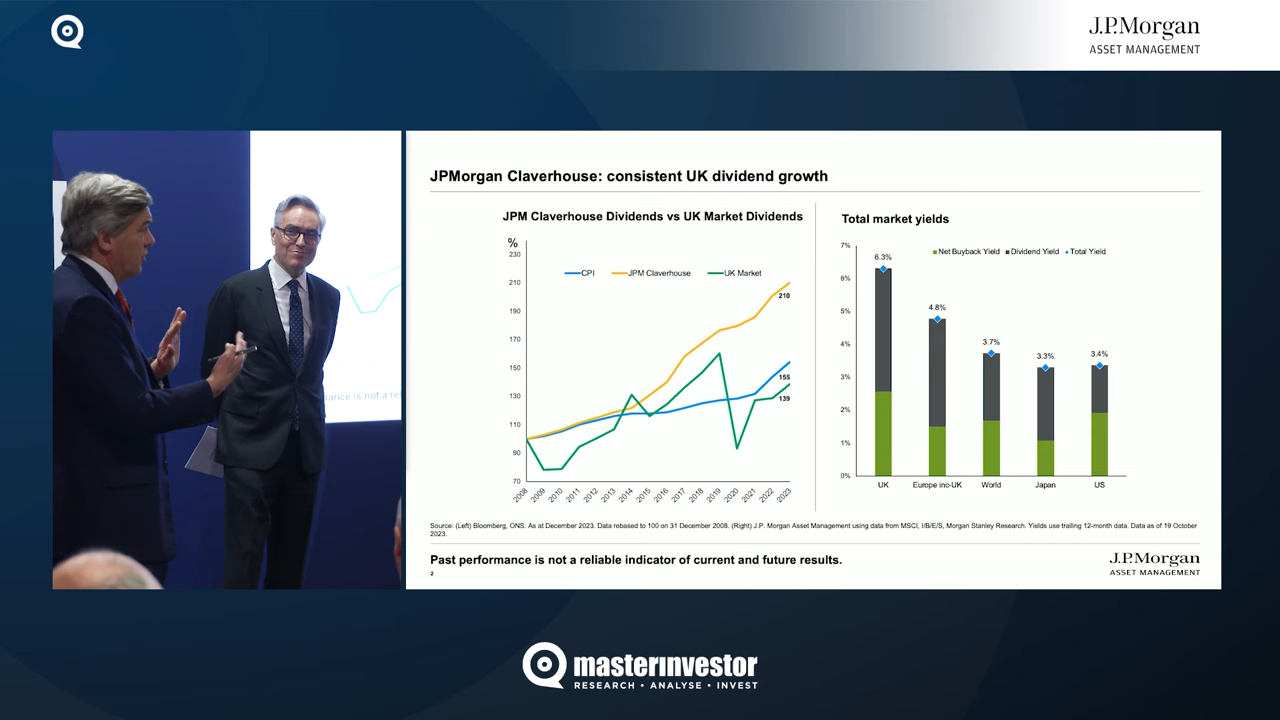 J.P.Morgan
ASSET MANAGEMENT
JPMorgan Claverhouse: consistent UK dividend growth
JPM Claverhouse Dividends vs UK Market Dividends
%
230
210
190
170
150
130
110
90
70
CPI
JPM Claverhouse
UK Market
210
155
139
2008
2009
2010
2011
2012
2013
2014
2015
2016
2017
2018
2019
2020
2021
2022
2023
Total market yields
7%
6%
5%
4%
3%
2%
1%
0%
Net Buyback Yield
Dividend Yield
Total Yield
6.3%
4.8%
3.7%
3.3%
3.4%
UK
Europe inc-UK
World
Japan
US
Source: (Left) Bloomberg, ONS. As at December 2023. Data rebased to 100 on 31 December 2008. (Right) J.P. Morgan Asset Management using data from MSCI, I/B/E/S, Morgan Stanley Research. Yields use trailing 12-month data. Data as of 19 October
2023.
Past performance is not a reliable indicator of current and future results.
2
J.P.Morgan
ASSET MANAGEMENT
is not a
masterinvestor
RESEARCH • ANALYSE • INVEST